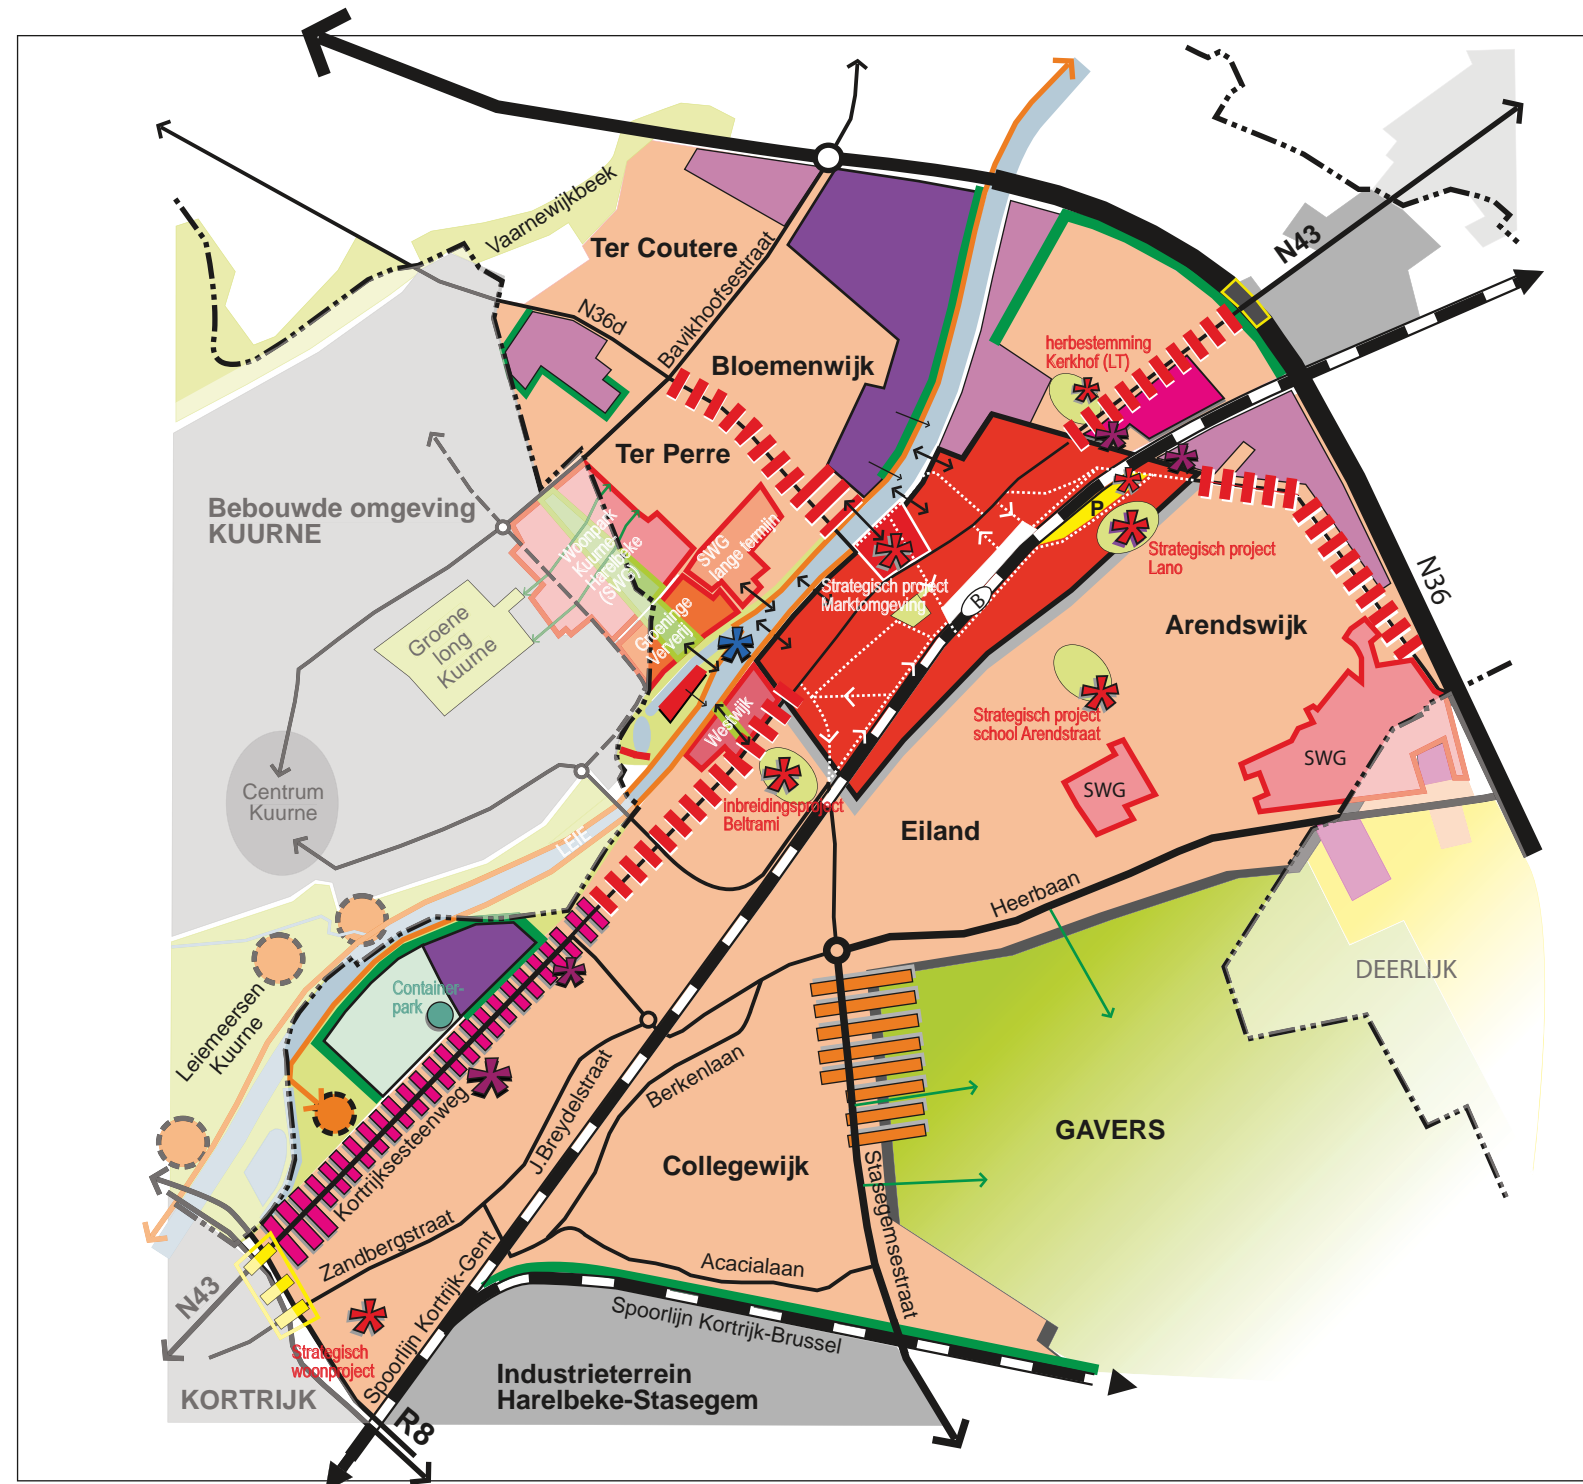 Vaarnewijkbeek
Ter Coutere
N36d
Bavikhoofsestraat
N43
Bloemenwijk
herbestemming
Kerkhof (LT)
Ter Perre
Bebouwde omgeving
KUURNE
Woonpark
Kuurne-
Harelbeke
(SWG)
SWG
lange termijn
P
Strategisch project
Lano
N36
Groene
long
Kuurne
Groeninge
Ververij
Strategisch project
Marktomgeving
B
Arendswijk
Westwijk
Strategisch project
school Arendstraat
SWG
SWG
Centrum
Kuurne
inbreidingsproject
Beltrami
LEIE
Eiland
Heerbaan
DEERLIJK
Container-
park
Leiemeersen
Kuurne
Kortrijksesteenweg
J.Breydelstraat
Berkenlaan
GAVERS
Collegewijk
Stasegemsestraat
Zandbergstraat
Acacialaan
N43
Spoorlijn Kortrijk-Gent
Spoorlijn Kortrijk-Brussel
Strategisch
woonproject
KORTRIJK
R8
Industrieterrein
Harelbeke-Stasegem